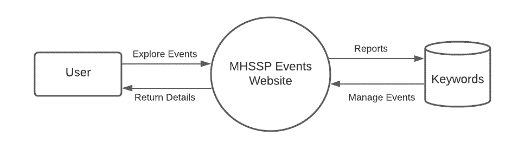 Explore Events
Reports
User
MHSSP Events
Website
Keywords
Return Details
Manage Events